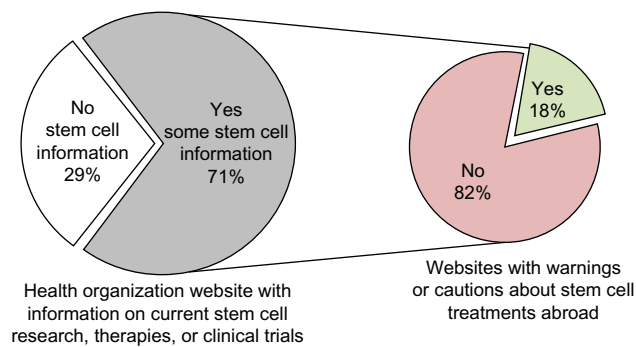 No
stem cell
information
29%
Yes
some stem cell
information
71%
Yes
18%
No
82%
Health organization website with
information on current stem cell
research, therapies, or clinical trials
Websites with warnings
or cautions about stem cell
treatments abroad